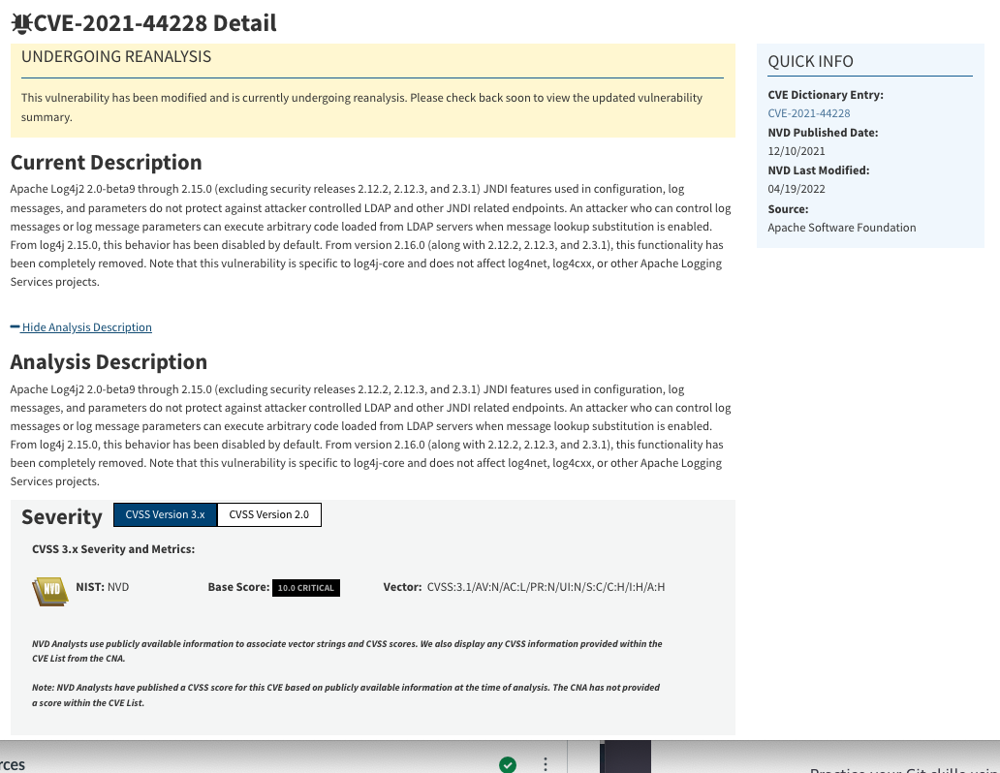 CVE-2021-44228 Detail
UNDERGOING REANALYSIS
This vulnerability has been modified and is currently undergoing reanalysis. Please check back soon to view the updated vulnerability
summary.
Current Description
Apache Log4j2 2.0-beta9 through 2.15.0 (excluding security releases 2.12.2, 2.12.3, and 2.3.1) JNDI features used in configuration, log
messages, and parameters do not protect against attacker controlled LDAP and other JNDI related endpoints. An attacker who can control log
messages or log message parameters can execute arbitrary code loaded from LDAP servers when message lookup substitution is enabled.
From log4j 2.15.0, this behavior has been disabled by default. From version 2.16.0 (along with 2.12.2, 2.12.3, and 2.3.1), this functionality has
been completely removed. Note that this vulnerability is specific to log4j-core and does not affect log4net, log4cxx, or other Apache Logging
Services projects.
Hide Analysis Description
Analysis Description
Apache Log4j2 2.0-beta9 through 2.15.0 (excluding security releases 2.12.2, 2.12.3, and 2.3.1) JNDI features used in configuration, log
messages, and parameters do not protect against attacker controlled LDAP and other JNDI related endpoints. An attacker who can control log
messages or log message parameters can execute arbitrary code loaded from LDAP servers when message lookup substitution is enabled.
From log4j 2.15.0, this behavior has been disabled by default. From version 2.16.0 (along with 2.12.2, 2.12.3, and 2.3.1), this functionality has
been completely removed. Note that this vulnerability is specific to log4j-core and does not affect log4net, log4cxx, or other Apache Logging
Services projects.
Severity CVSS Version 3.x CVSS Version 2.0
CVSS 3.x Severity and Metrics:
NVD NIST: NVD Base Score: 10.0 CRITICAL Vector: CVSS:3.1/AV:N/AC:L/PR:N/UI:N/S:C/C:H/I:H/A:H
NVD Analysts use publicly available information to associate vector strings and CVSS scores. We also display any CVSS information provided within the
CVE List from the CNA.
Note: NVD Analysts have published a CVSS score for this CVE based on publicly available information at the time of analysis. The CNA has not provided
a score within the CVE List.
QUICK INFO
CVE Dictionary Entry:
CVE-2021-44228
NVD Published Date:
12/10/2021
NVD Last Modified:
04/19/2022
Source:
Apache Software Foundation
rces
Practice your Git skills